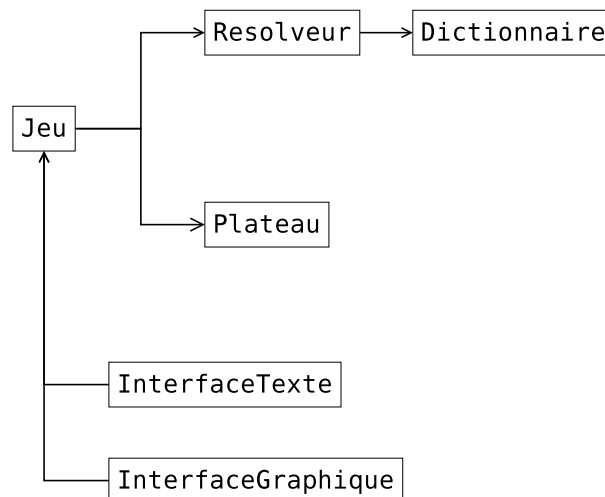 Resolveur
Dictionnaire
Jeu
Plateau
InterfaceTexte
InterfaceGraphique